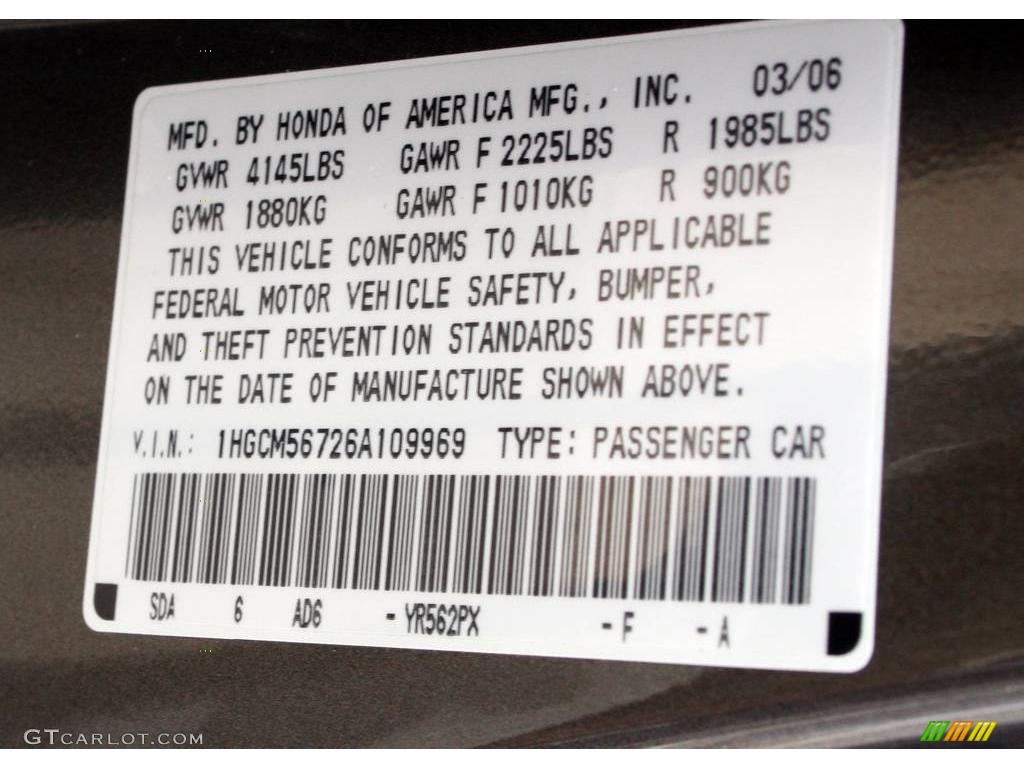 MFD. BY HONDA OF AMERICA MFG., INC. 03/06
GVWR 4145LBS GAWR F 2225LBS R 1985LBS
GVWR 1880KG GAWR F 1010KG R 900KG
THIS VEHICLE CONFORMS TO ALL APPLICABLE
FEDERAL MOTOR VEHICLE SAFETY, BUMPER,
AND THEFT PREVENTION STANDARDS IN EFFECT
ON THE DATE OF MANUFACTURE SHOWN ABOVE.
V.I.N.: 1HGCM56726A109969 TYPE: PASSENGER CAR
SDA 6 AD6 - YR562PX - F - A
GTCARLOT.COM